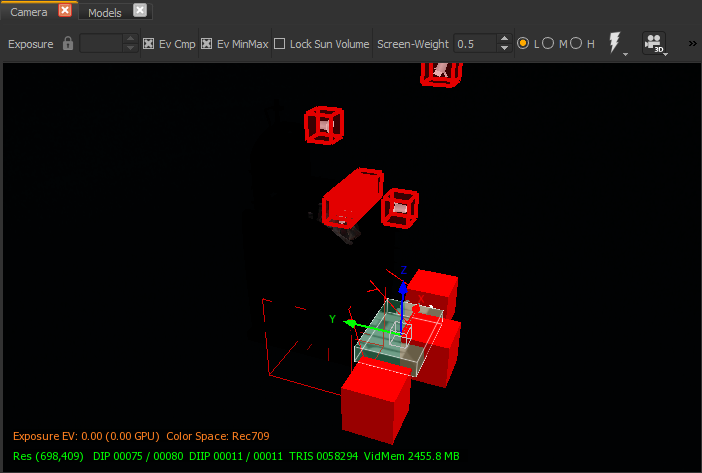 Camera
Models
Exposure Ev Cmp Ev MinMax Lock Sun Volume Screen-Weight 0.5 L M H 3D »
Z
X
Y
Exposure EV: 0.00 (0.00 GPU) Color Space: Rec709
Res (698,409) DIP 00075 / 00080 DIIP 00011 / 00011 TRIS 0058294 VidMem 2455.8 MB